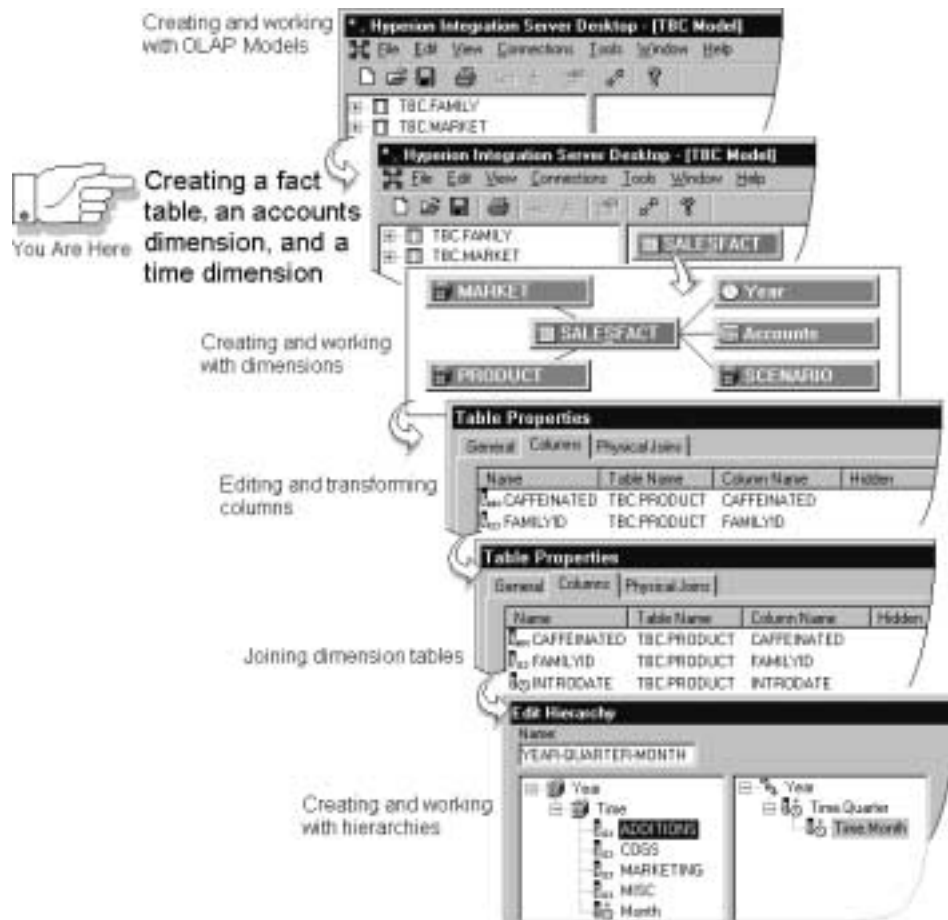 Creating and working
with OLAP Models
Hyperion Integration Server Desktop - [TBC Model]
File Edit View Connections Tools Window Help
TBC.FAMILY
TBC.MARKET
You Are Here
Creating a fact
table, an accounts
dimension, and a
time dimension
Hyperion Integration Server Desktop - [TBC Model]
File Edit View Connections Tools Window Help
TBC.FAMILY
TBC.MARKET
SALESFACT
MARKET
Year
SALESFACT
Accounts
PRODUCT
SCENARIO
Creating and working
with dimensions
Table Properties
General Columns Physical Joins
Name Table Name Column Name Hidden
CAFFEINATED TBC.PRODUCT CAFFEINATED
FAMILYID TBC.PRODUCT FAMILYID
Editing and transforming
columns
Table Properties
General Columns Physical Joins
Name Table Name Column Name Hidden
CAFFEINATED TBC.PRODUCT CAFFEINATED
FAMILYID TBC.PRODUCT FAMILYID
INTRODATE TBC.PRODUCT INTRODATE
Joining dimension tables
Edit Hierarchy
Name:
YEAR-QUARTER-MONTH
Creating and working
with hierarchies
Year
Time
ADDITIONS
COGS
MARKETING
MISC
Month
Year
Time.Quarter
Time.Month